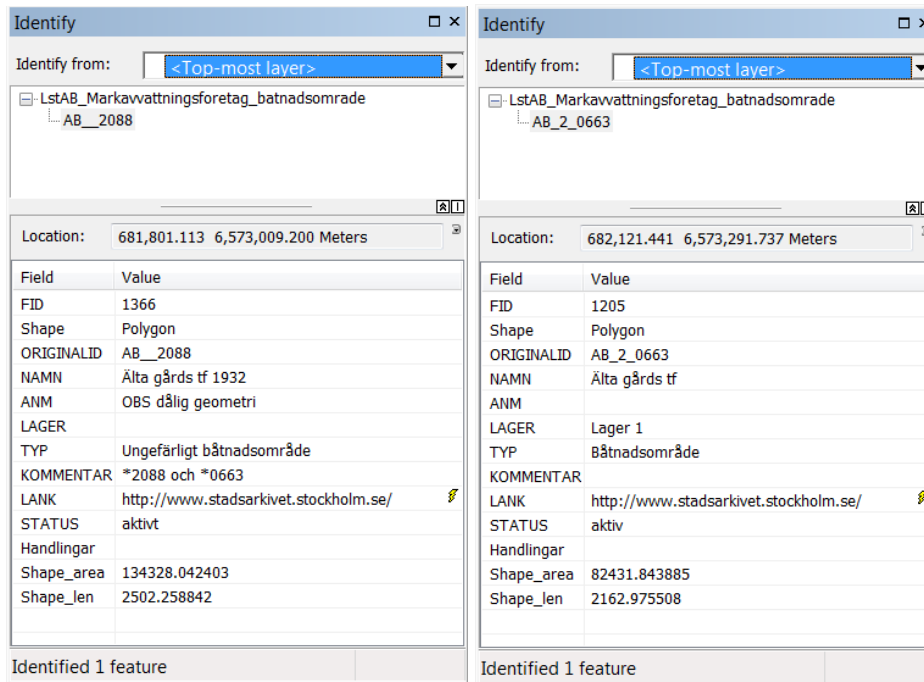 Identify
Identify from: <Top-most layer>
LstAB_Markavvattningsforetag_batnadsomrade
AB__2088
Location: 681,801.113 6,573,009.200 Meters
Field Value
FID 1366
Shape Polygon
ORIGINALID AB__2088
NAMN Älta gårds tf 1932
ANM OBS dålig geometri
LAGER
TYP Ungefärligt båtnadsområde
KOMMENTAR *2088 och *0663
LANK http://www.stadsarkivet.stockholm.se/
STATUS aktivt
Handlingar
Shape_area 134328.042403
Shape_len 2502.258842
Identified 1 feature
Identify
Identify from: <Top-most layer>
LstAB_Markavvattningsforetag_batnadsomrade
AB_2_0663
Location: 682,121.441 6,573,291.737 Meters
Field Value
FID 1205
Shape Polygon
ORIGINALID AB_2_0663
NAMN Älta gårds tf
ANM
LAGER Lager 1
TYP Båtnadsområde
KOMMENTAR
LANK http://www.stadsarkivet.stockholm.se/
STATUS aktiv
Handlingar
Shape_area 82431.843885
Shape_len 2162.975508
Identified 1 feature